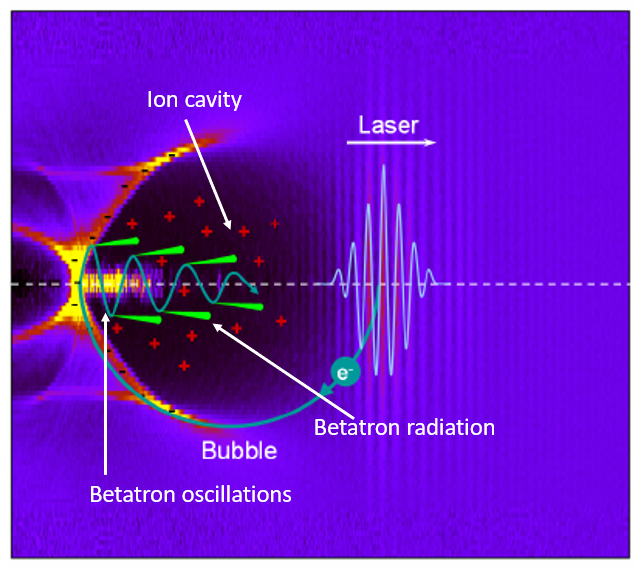 Ion cavity
Laser
e⁻
Betatron radiation
Bubble
Betatron oscillations